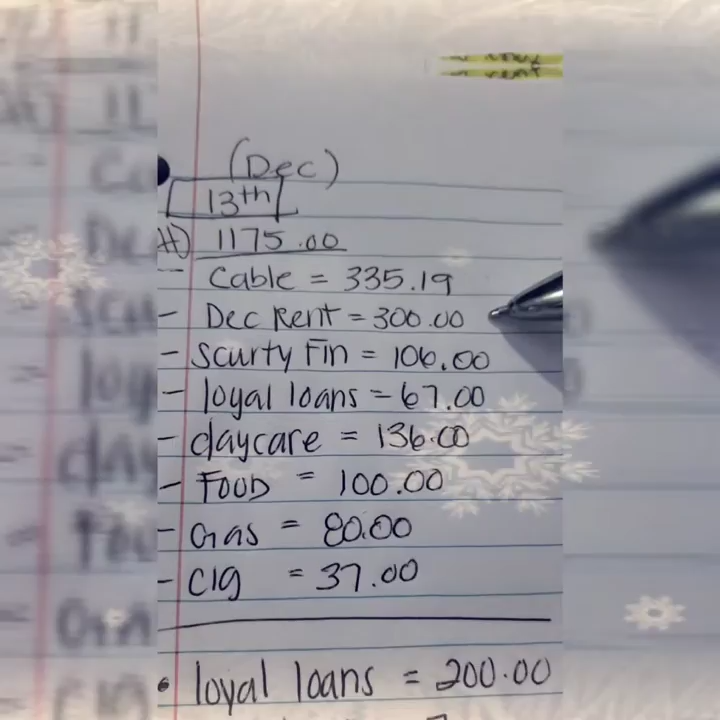 (Dec)
13th
H) 1175.00
-- Cable = 335.19
- Dec Rent = 300.00
- Scurty Fin = 106.00
- loyal loans - 67.00
- daycare = 136.00
- Food = 100.00
- Gas = 80.00
- CIg = 37.00
• loyal loans = 200.00